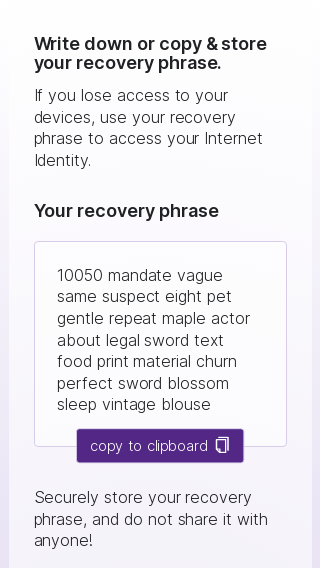 Write down or copy & store
your recovery phrase.
If you lose access to your
devices, use your recovery
phrase to access your Internet
Identity.
Your recovery phrase
10050 mandate vague
same suspect eight pet
gentle repeat maple actor
about legal sword text
food print material churn
perfect sword blossom
sleep vintage blouse
copy to clipboard
Securely store your recovery
phrase, and do not share it with
anyone!